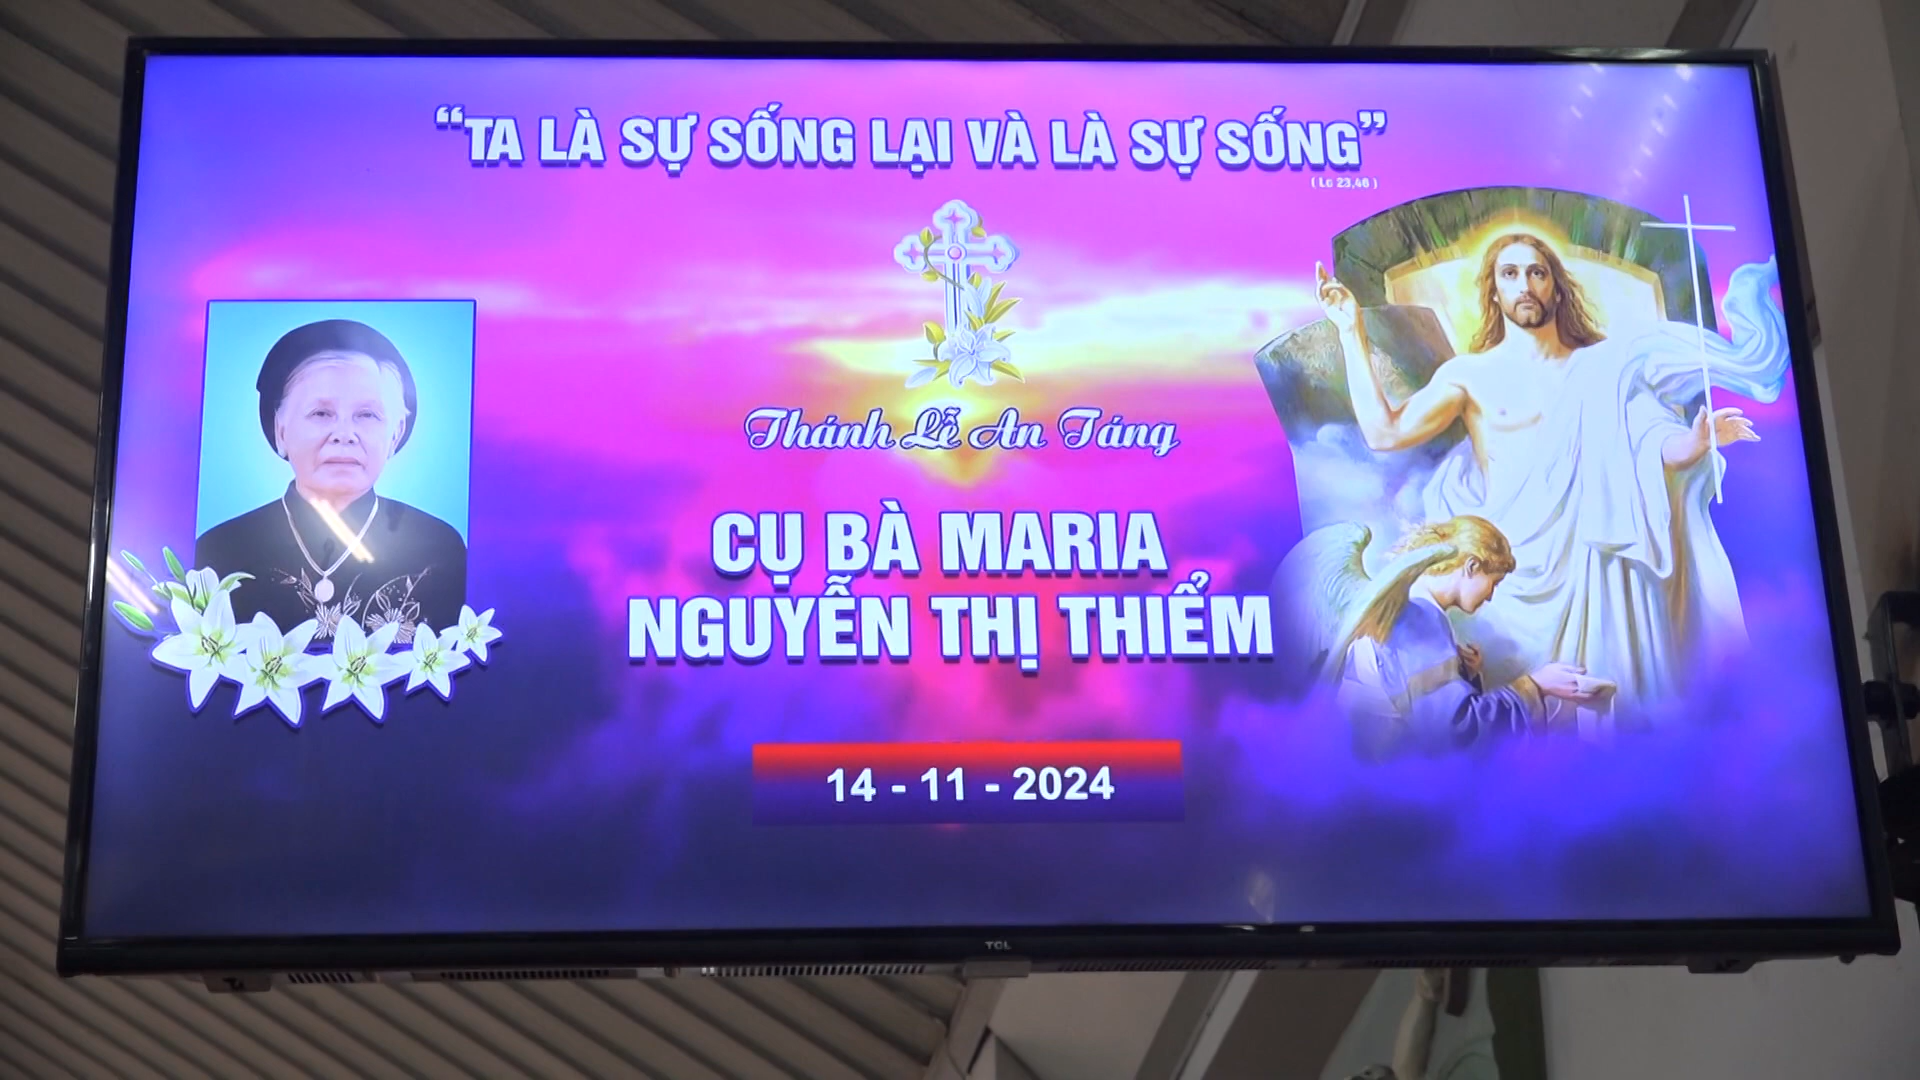 “TA LÀ SỰ SỐNG LẠI VÀ LÀ SỰ SỐNG”
( Lc 23,46 )
Thánh Lễ An Táng
CỤ BÀ MARIA
NGUYỄN THỊ THIỂM
14 - 11 - 2024
TCL